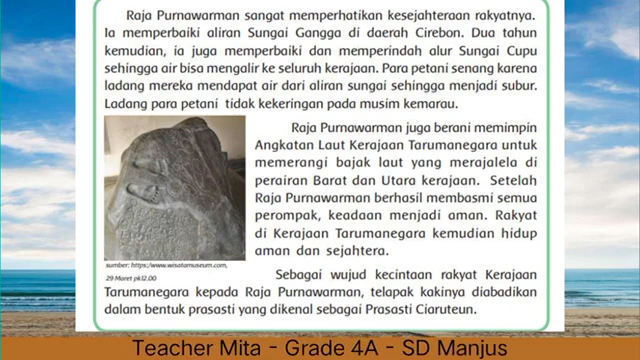 Raja Purnawarman sangat memperhatikan kesejahteraan rakyatnya.
Ia memperbaiki aliran Sungai Gangga di daerah Cirebon. Dua tahun
kemudian, ia juga memperbaiki dan memperindah alur Sungai Cupu
sehingga air bisa mengalir ke seluruh kerajaan. Para petani senang karena
ladang mereka mendapat air dari aliran sungai sehingga menjadi subur.
Ladang para petani tidak kekeringan pada musim kemarau.
Raja Purnawarman juga berani memimpin
Angkatan Laut Kerajaan Tarumanegara untuk
memerangi bajak laut yang merajalela di
perairan Barat dan Utara kerajaan. Setelah
Raja Purnawarman berhasil membasmi semua
perompak, keadaan menjadi aman. Rakyat
di Kerajaan Tarumanegara kemudian hidup
aman dan sejahtera.
sumber: https:/www.wisatamuseum.com,
29 Maret pk12.00
Sebagai wujud kecintaan rakyat Kerajaan
Tarumanegara kepada Raja Purnawarman, telapak kakinya diabadikan
dalam bentuk prasasti yang dikenal sebagai Prasasti Ciaruteun.
Teacher Mita - Grade 4A - SD Manjus